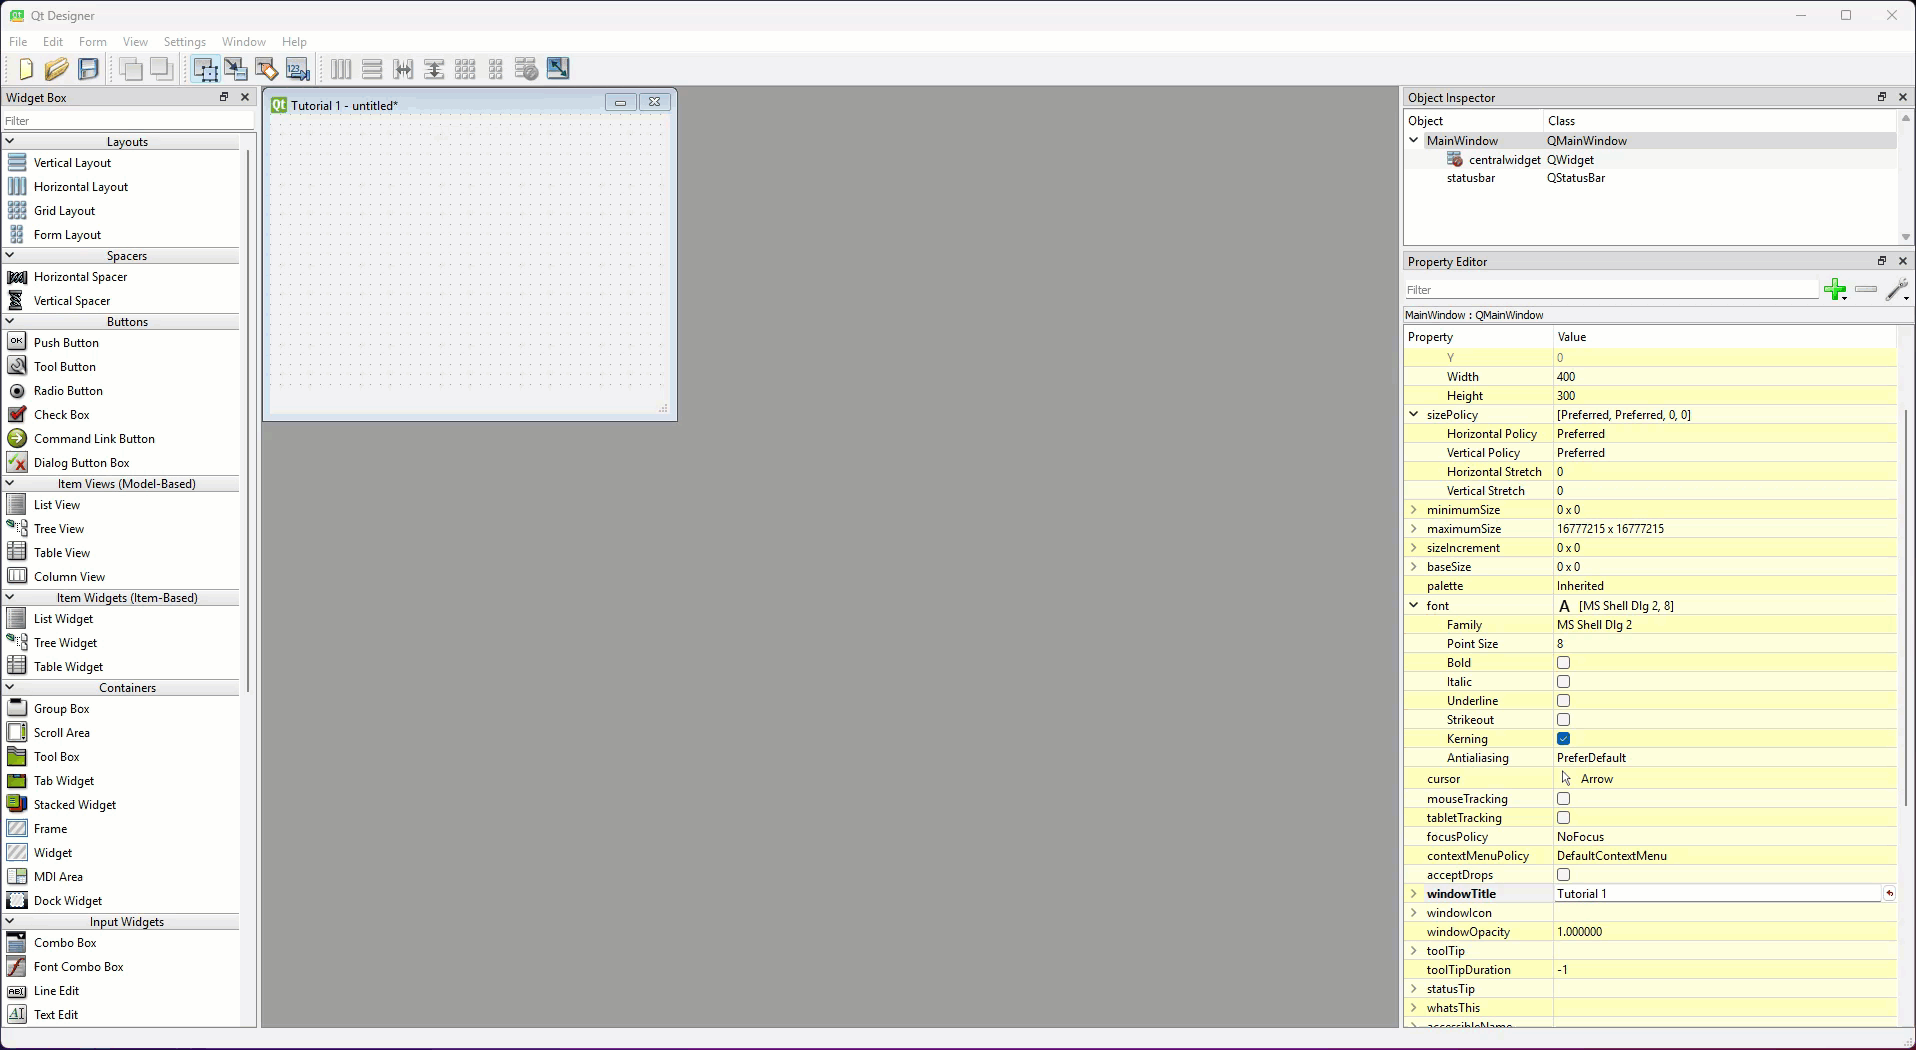 Qt Designer
File Edit Form View Settings Window Help
Widget Box
Filter
Layouts
Vertical Layout
Horizontal Layout
Grid Layout
Form Layout
Spacers
Horizontal Spacer
Vertical Spacer
Buttons
Push Button
Tool Button
Radio Button
Check Box
Command Link Button
Dialog Button Box
Item Views (Model-Based)
List View
Tree View
Table View
Column View
Item Widgets (Item-Based)
List Widget
Tree Widget
Table Widget
Containers
Group Box
Scroll Area
Tool Box
Tab Widget
Stacked Widget
Frame
Widget
MDI Area
Dock Widget
Input Widgets
Combo Box
Font Combo Box
Line Edit
Text Edit
Qt Tutorial 1 - untitled*
Object Inspector
Object Class
MainWindow QMainWindow
centralwidget QWidget
statusbar QStatusBar
Property Editor
Filter
MainWindow : QMainWindow
Property Value
Y 0
Width 400
Height 300
sizePolicy [Preferred, Preferred, 0, 0]
Horizontal Policy Preferred
Vertical Policy Preferred
Horizontal Stretch 0
Vertical Stretch 0
minimumSize 0 x 0
maximumSize 16777215 x 16777215
sizeIncrement 0 x 0
baseSize 0 x 0
palette Inherited
font A [MS Shell Dlg 2, 8]
Family MS Shell Dlg 2
Point Size 8
Bold
Italic
Underline
Strikeout
Kerning
Antialiasing PreferDefault
cursor Arrow
mouseTracking
tabletTracking
focusPolicy NoFocus
contextMenuPolicy DefaultContextMenu
acceptDrops
windowTitle Tutorial 1
windowIcon
windowOpacity 1.000000
toolTip
toolTipDuration -1
statusTip
whatsThis
accessibleName